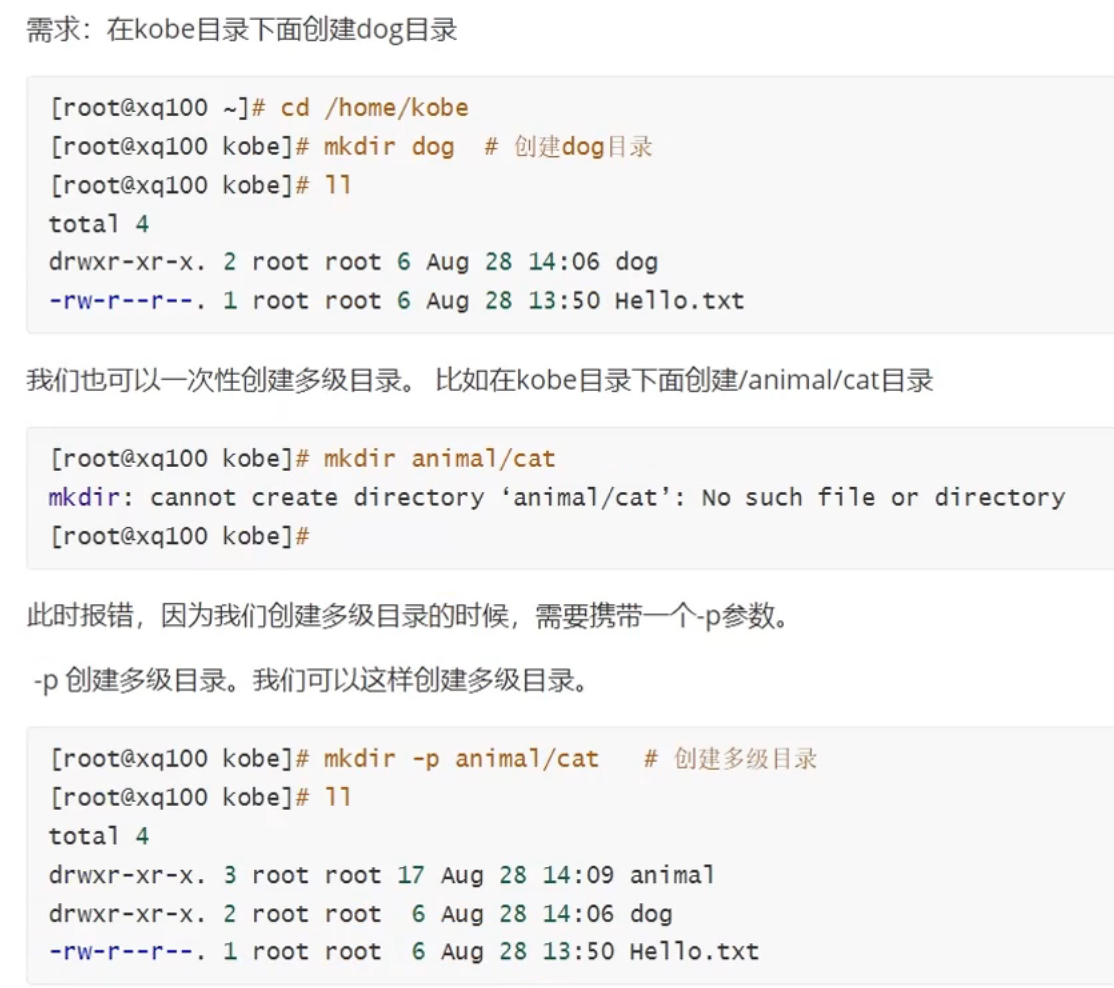 需求：在kobe目录下面创建dog目录
[root@xq100 ~]# cd /home/kobe
[root@xq100 kobe]# mkdir dog  # 创建dog目录
[root@xq100 kobe]# ll
total 4
drwxr-xr-x. 2 root root 6 Aug 28 14:06 dog
-rw-r--r--. 1 root root 6 Aug 28 13:50 Hello.txt
我们也可以一次性创建多级目录。 比如在kobe目录下面创建/animal/cat目录
[root@xq100 kobe]# mkdir animal/cat
mkdir: cannot create directory ‘animal/cat’: No such file or directory
[root@xq100 kobe]#
此时报错，因为我们创建多级目录的时候，需要携带一个-p参数。
-p 创建多级目录。我们可以这样创建多级目录。
[root@xq100 kobe]# mkdir -p animal/cat   # 创建多级目录
[root@xq100 kobe]# ll
total 4
drwxr-xr-x. 3 root root 17 Aug 28 14:09 animal
drwxr-xr-x. 2 root root  6 Aug 28 14:06 dog
-rw-r--r--. 1 root root  6 Aug 28 13:50 Hello.txt